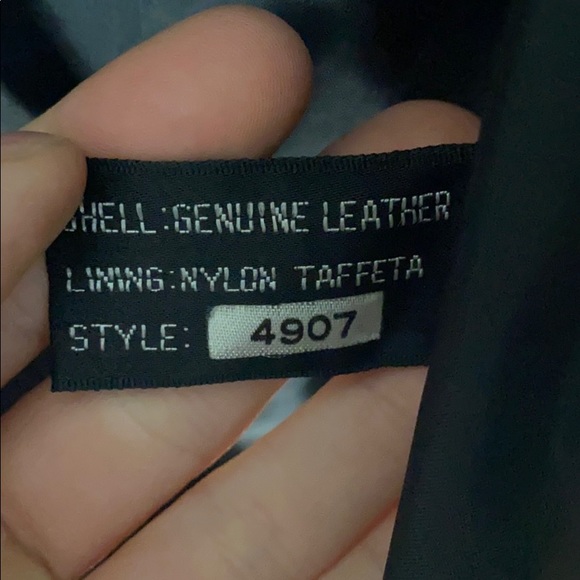 SHELL:GENUINE LEATHER
LINING:NYLON TAFFETA
STYLE: 4907